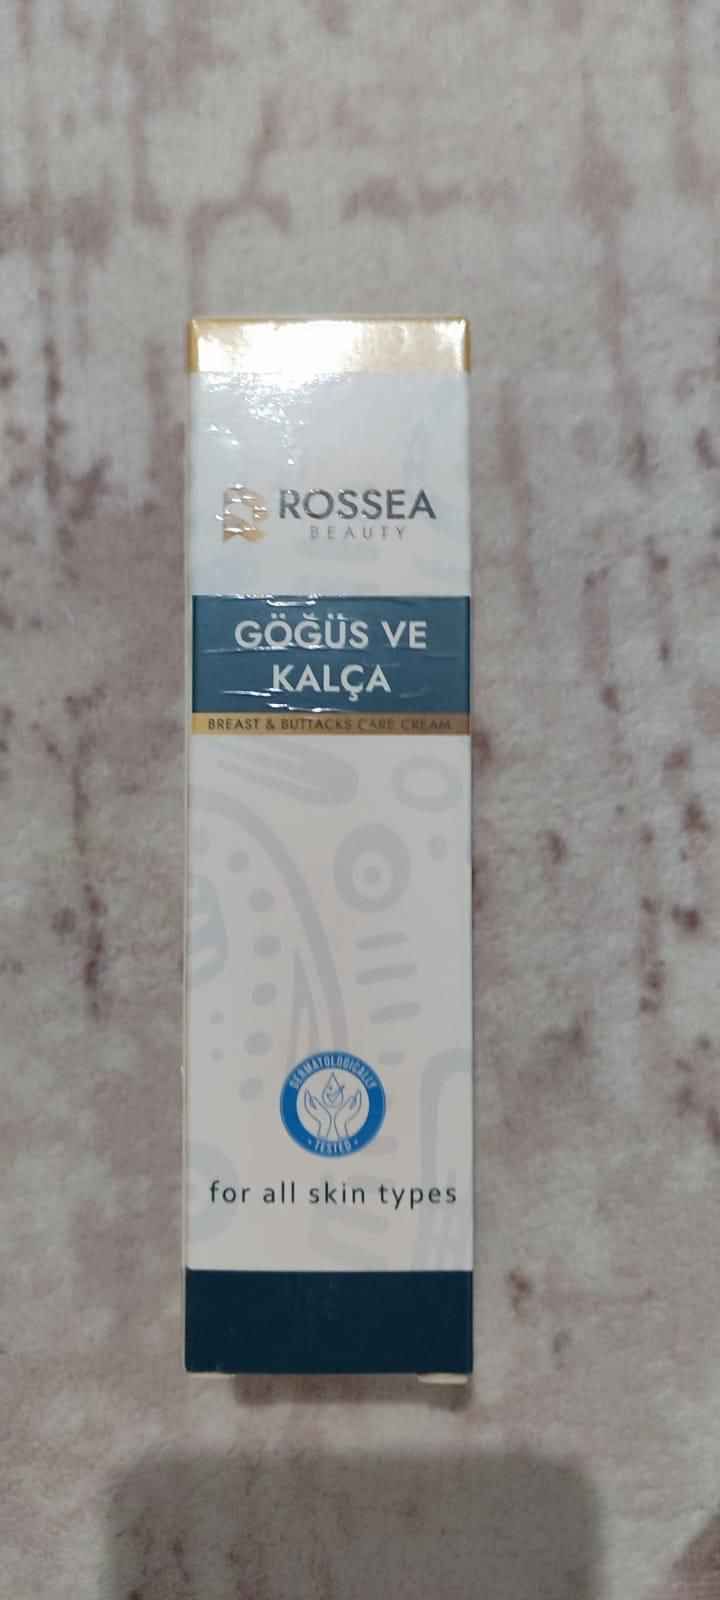 ROSSEA
BEAUTY
GÖĞÜS VE
KALÇA
BREAST & BUTTACKS CARE CREAM
DERMATOLOGICALLY
TESTED
for all skin types